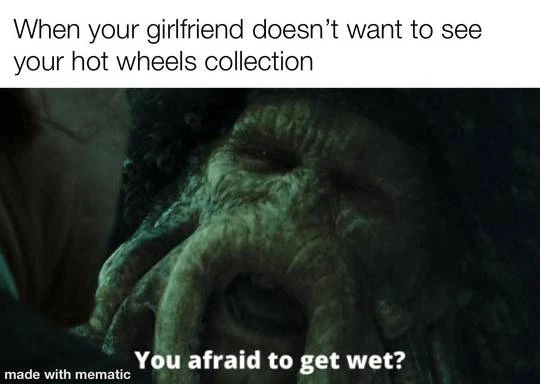 When your girlfriend doesn’t want to see
your hot wheels collection
You afraid to get wet?
made with mematic